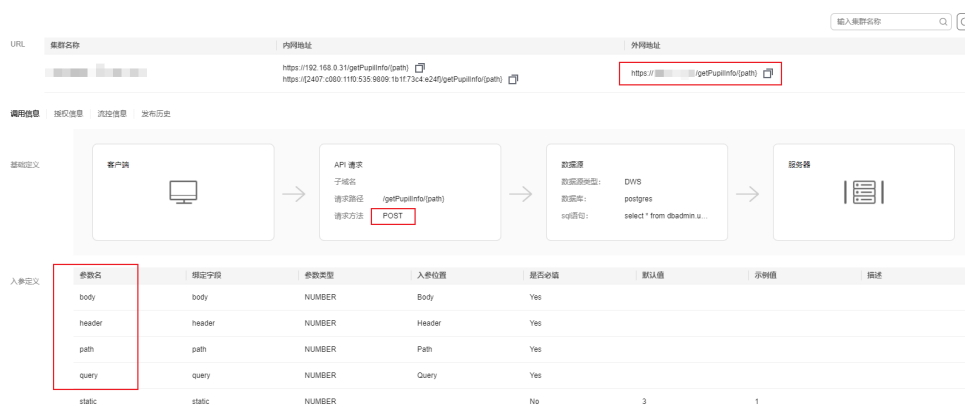 输入集群名称
URL 集群名称 内网地址 外网地址
https://192.168.0.31/getPupilInfo/{path}
https://[2407:c080:11f0:535:9809:1b1f:73c4:e24f]/getPupilInfo/{path}
https:// /getPupilInfo/{path}
调用信息 授权信息 流控信息 发布历史
基础定义
客户端
API 请求
子域名
请求路径 /getPupilInfo/{path}
请求方法 POST
数据源
数据源类型: DWS
数据库: postgres
sql语句: select * from dbadmin.u...
服务器
入参定义
参数名 绑定字段 参数类型 入参位置 是否必填 默认值 示例值 描述
body body NUMBER Body Yes
header header NUMBER Header Yes
path path NUMBER Path Yes
query query NUMBER Query Yes
static static NUMBER No 3 1